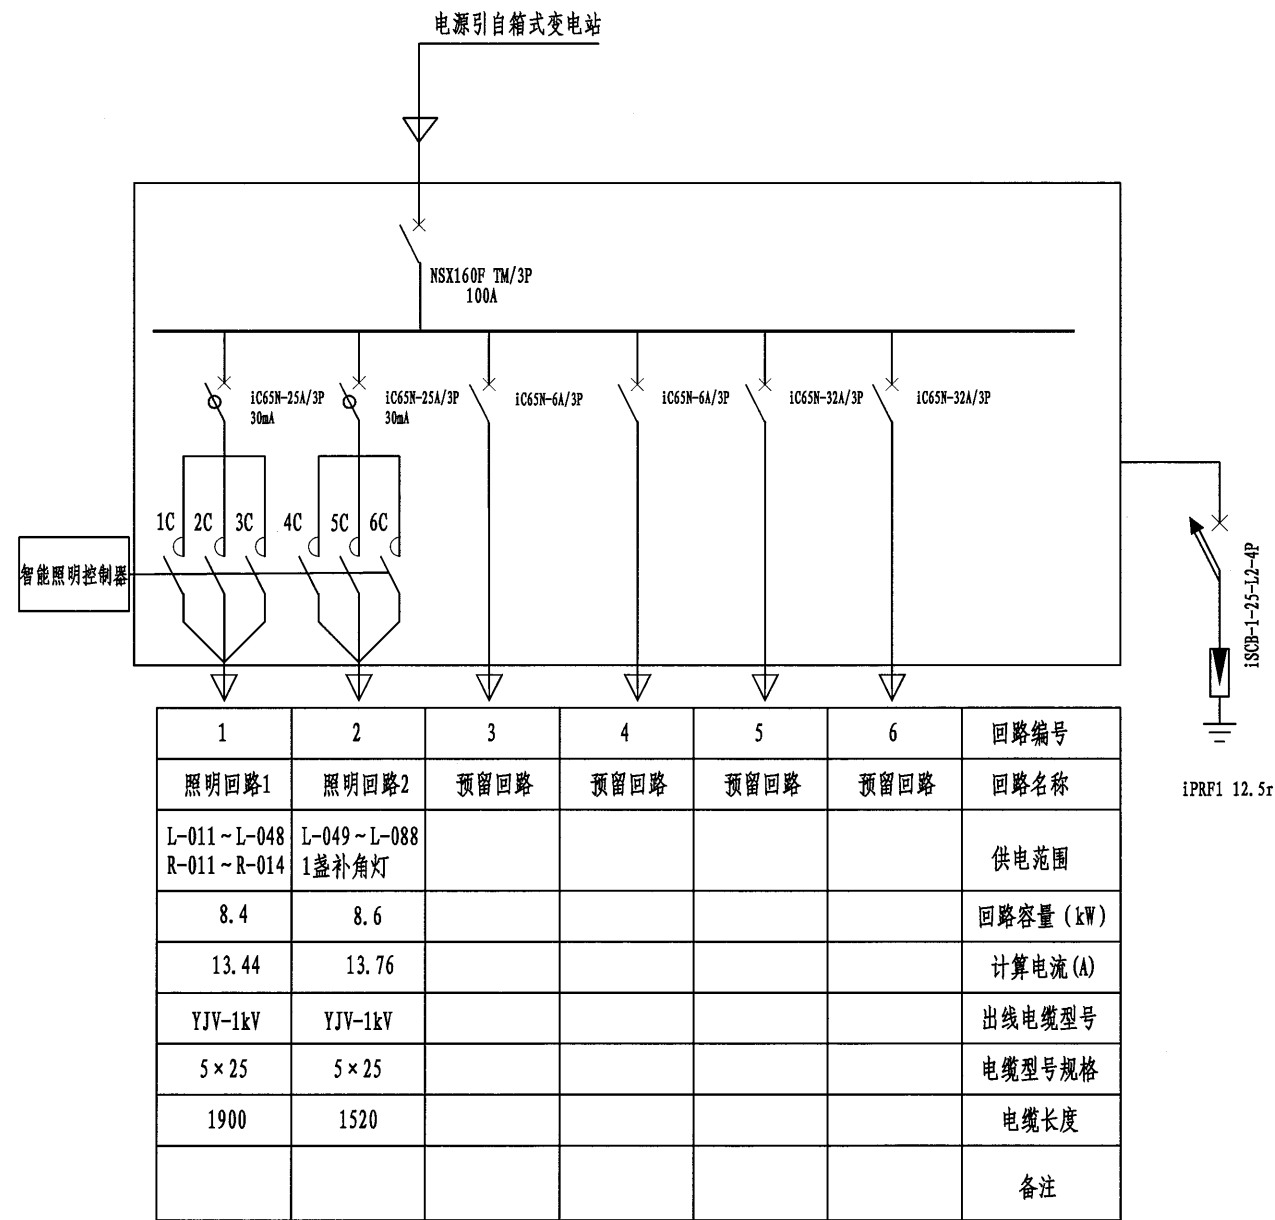 电源引自箱式变电站
NSX160F TM/3P
100A
iC65N-25A/3P
30mA
iC65N-25A/3P
30mA
iC65N-6A/3P
iC65N-6A/3P
iC65N-32A/3P
iC65N-32A/3P
1C 2C 3C 4C 5C 6C
智能照明控制器
iSCB-1-25-L2-4P
iPRF1 12.5r
1 2 3 4 5 6 回路编号
照明回路1 照明回路2 预留回路 预留回路 预留回路 预留回路 回路名称
L-011~L-048 L-049~L-088
R-011~R-014 1盏补角灯
供电范围
8.4 8.6 回路容量(kW)
13.44 13.76 计算电流(A)
YJV-1kV YJV-1kV 出线电缆型号
5×25 5×25 电缆型号规格
1900 1520 电缆长度
备注